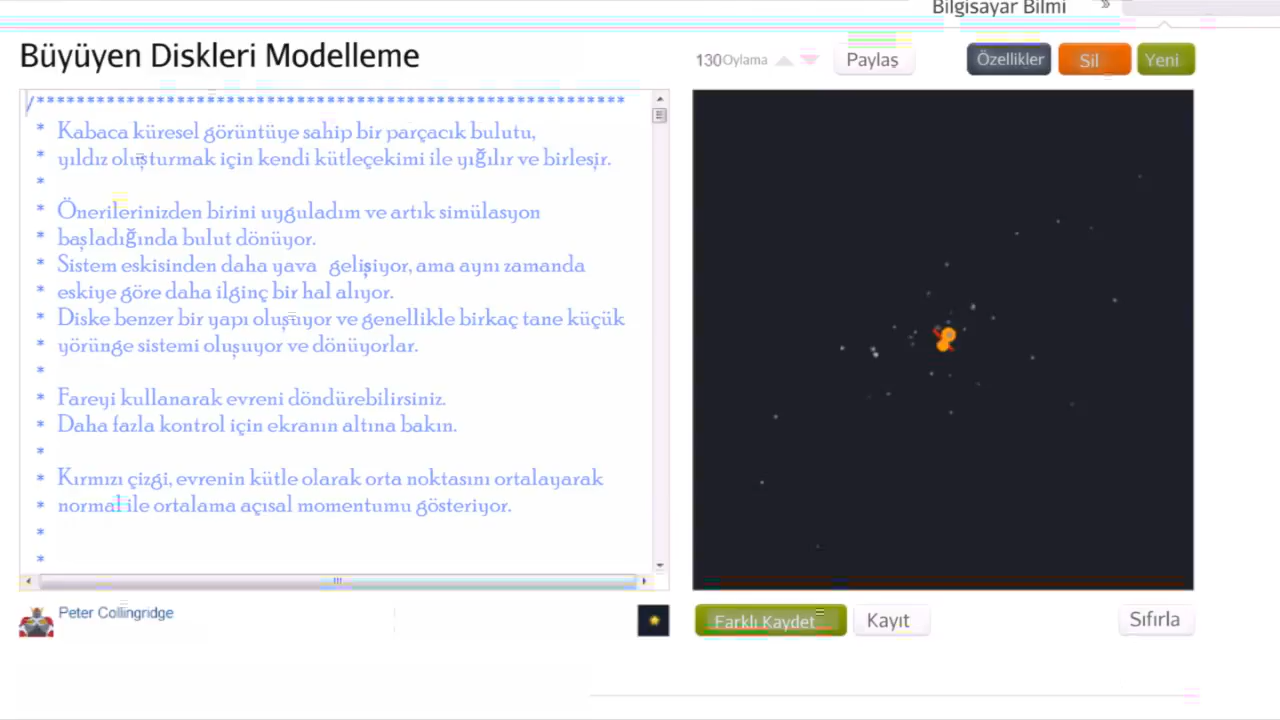 Bilgisayar Bilmi »
Büyüyen Diskleri Modelleme
130 Oylama
Paylaş
Özellikler
Sil
Yeni
/***********************************************************
* Kabaca küresel görüntüye sahip bir parçacık bulutu,
* yıldız oluşturmak için kendi kütleçekimi ile yığılır ve birleşir.
*
* Önerilerinizden birini uyguladım ve artık simülasyon
* başladığında bulut dönüyor.
* Sistem eskisinden daha yava gelişiyor, ama aynı zamanda
* eskiye göre daha ilginç bir hal alıyor.
* Diske benzer bir yapı oluşuyor ve genellikle birkaç tane küçük
* yörünge sistemi oluşuyor ve dönüyorlar.
*
* Fareyi kullanarak evreni döndürebilirsiniz.
* Daha fazla kontrol için ekranın altına bakın.
*
* Kırmızı çizgi, evrenin kütle olarak orta noktasını ortalayarak
* normal ile ortalama açısal momentumu gösteriyor.
*
*
Peter Collingridge
Farklı Kaydet
Kayıt
Sıfırla